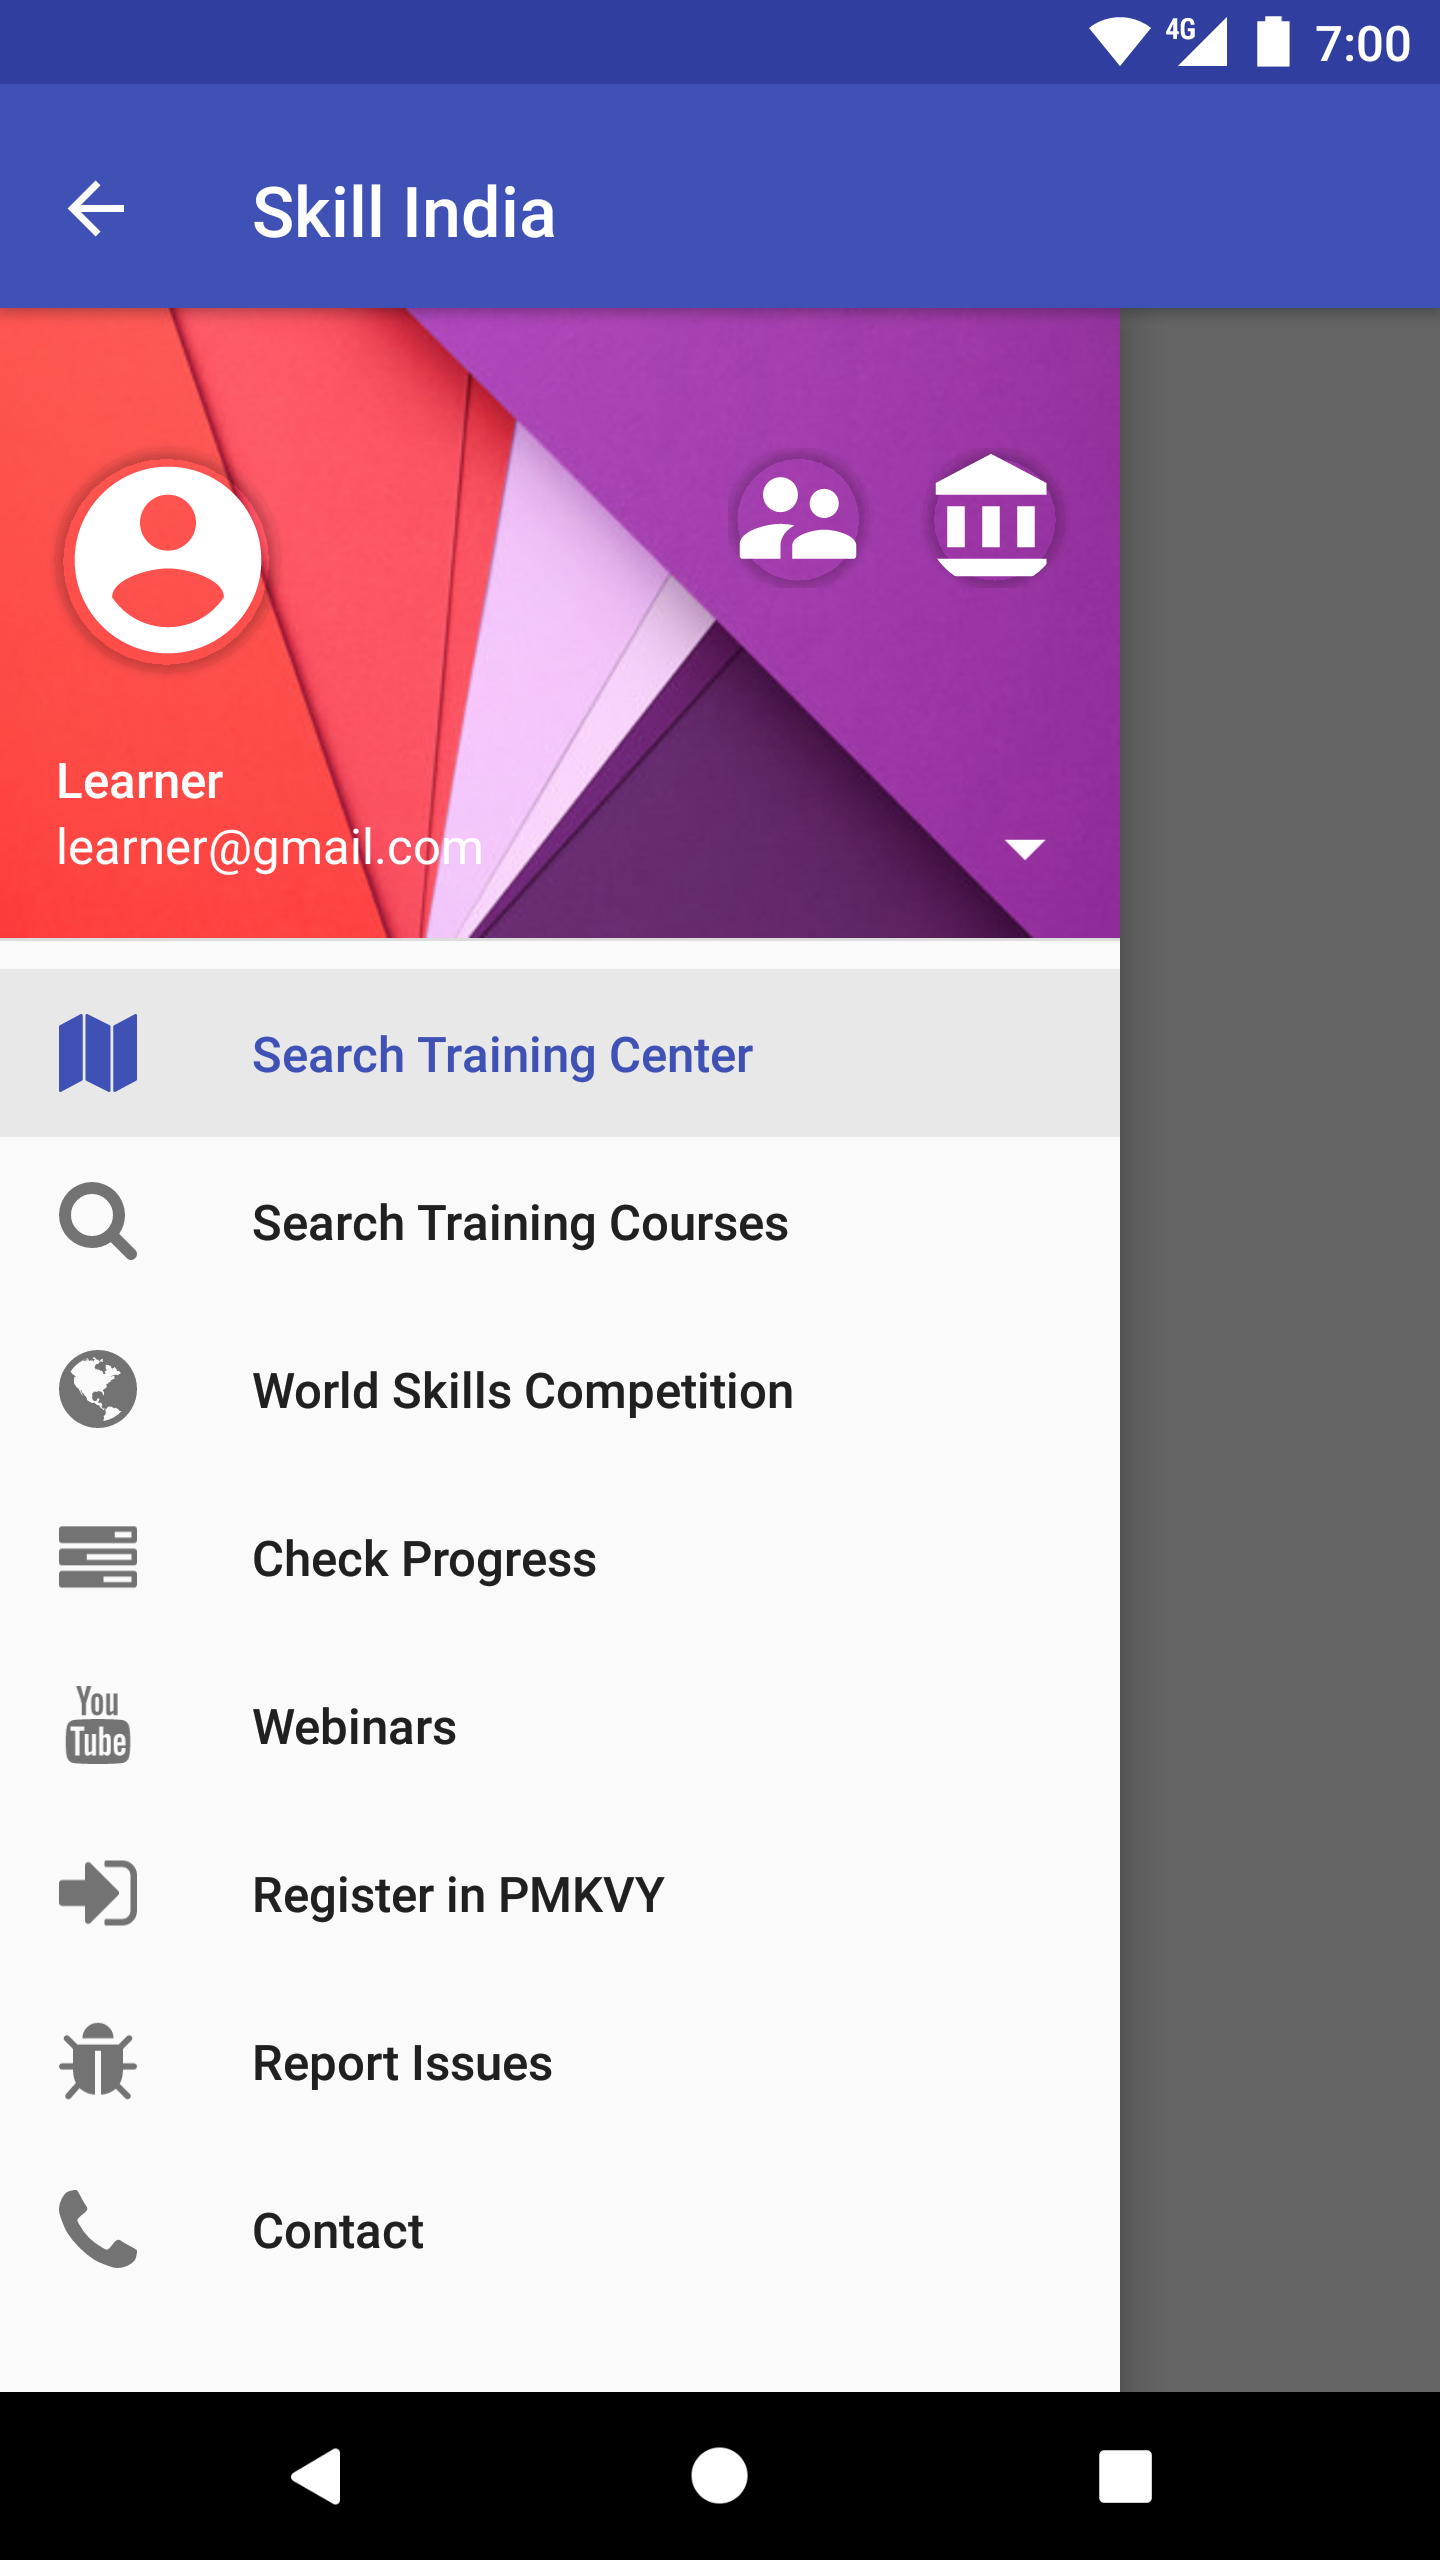 4G 7:00
Skill India
Learner
learner@gmail.com
Search Training Center
Search Training Courses
World Skills Competition
Check Progress
You
Tube
Webinars
Register in PMKVY
Report Issues
Contact